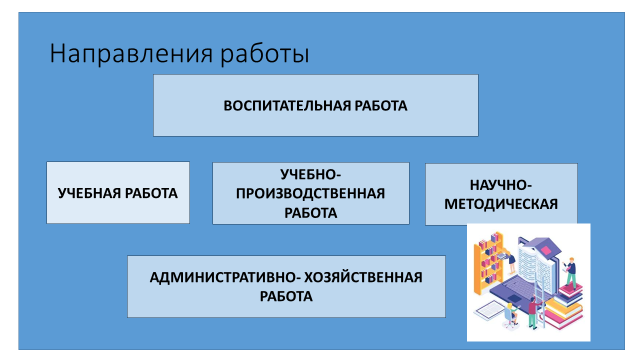 Направления работы
ВОСПИТАТЕЛЬНАЯ РАБОТА
УЧЕБНАЯ РАБОТА
УЧЕБНО-
ПРОИЗВОДСТВЕННАЯ
РАБОТА
НАУЧНО-
МЕТОДИЧЕСКАЯ
АДМИНИСТРАТИВНО- ХОЗЯЙСТВЕННАЯ
РАБОТА